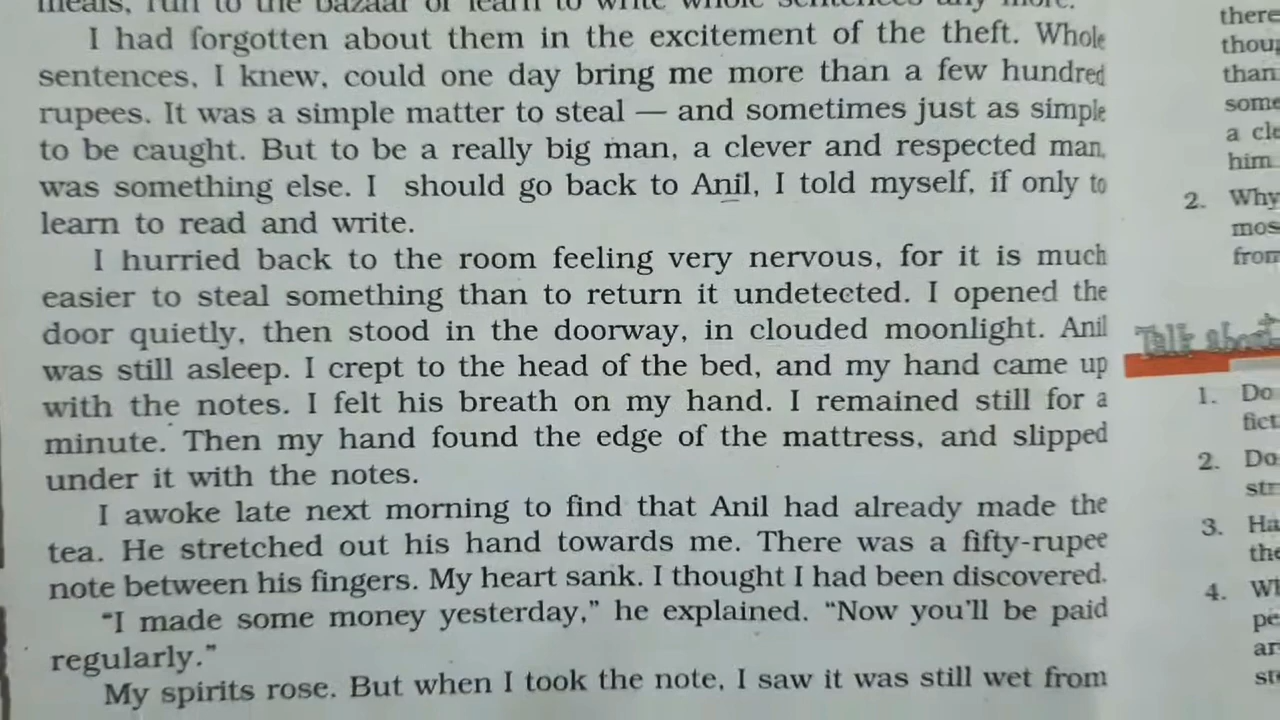 meals, run to the bazaar or learn to write whole sentences any more.
I had forgotten about them in the excitement of the theft. Whole
sentences, I knew, could one day bring me more than a few hundred
rupees. It was a simple matter to steal — and sometimes just as simple
to be caught. But to be a really big man, a clever and respected man,
was something else. I should go back to Anil, I told myself, if only to
learn to read and write.
I hurried back to the room feeling very nervous, for it is much
easier to steal something than to return it undetected. I opened the
door quietly, then stood in the doorway, in clouded moonlight. Anil
was still asleep. I crept to the head of the bed, and my hand came up
with the notes. I felt his breath on my hand. I remained still for a
minute. Then my hand found the edge of the mattress, and slipped
under it with the notes.
I awoke late next morning to find that Anil had already made the
tea. He stretched out his hand towards me. There was a fifty-rupee
note between his fingers. My heart sank. I thought I had been discovered.
“I made some money yesterday,” he explained. “Now you’ll be paid
regularly.”
My spirits rose. But when I took the note, I saw it was still wet from
there
than
a
him
2. Why
from
Talk about
1. Do
2. Do
3.
4.